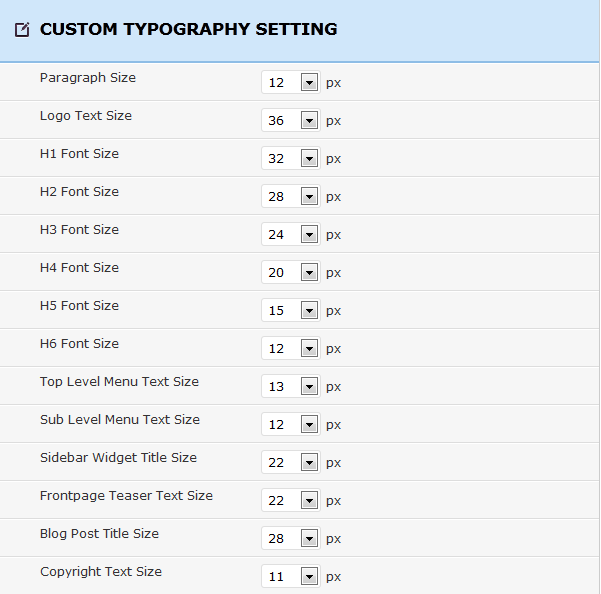 CUSTOM TYPOGRAPHY SETTING
Paragraph Size 12 px
Logo Text Size 36 px
H1 Font Size 32 px
H2 Font Size 28 px
H3 Font Size 24 px
H4 Font Size 20 px
H5 Font Size 15 px
H6 Font Size 12 px
Top Level Menu Text Size 13 px
Sub Level Menu Text Size 12 px
Sidebar Widget Title Size 22 px
Frontpage Teaser Text Size 22 px
Blog Post Title Size 28 px
Copyright Text Size 11 px